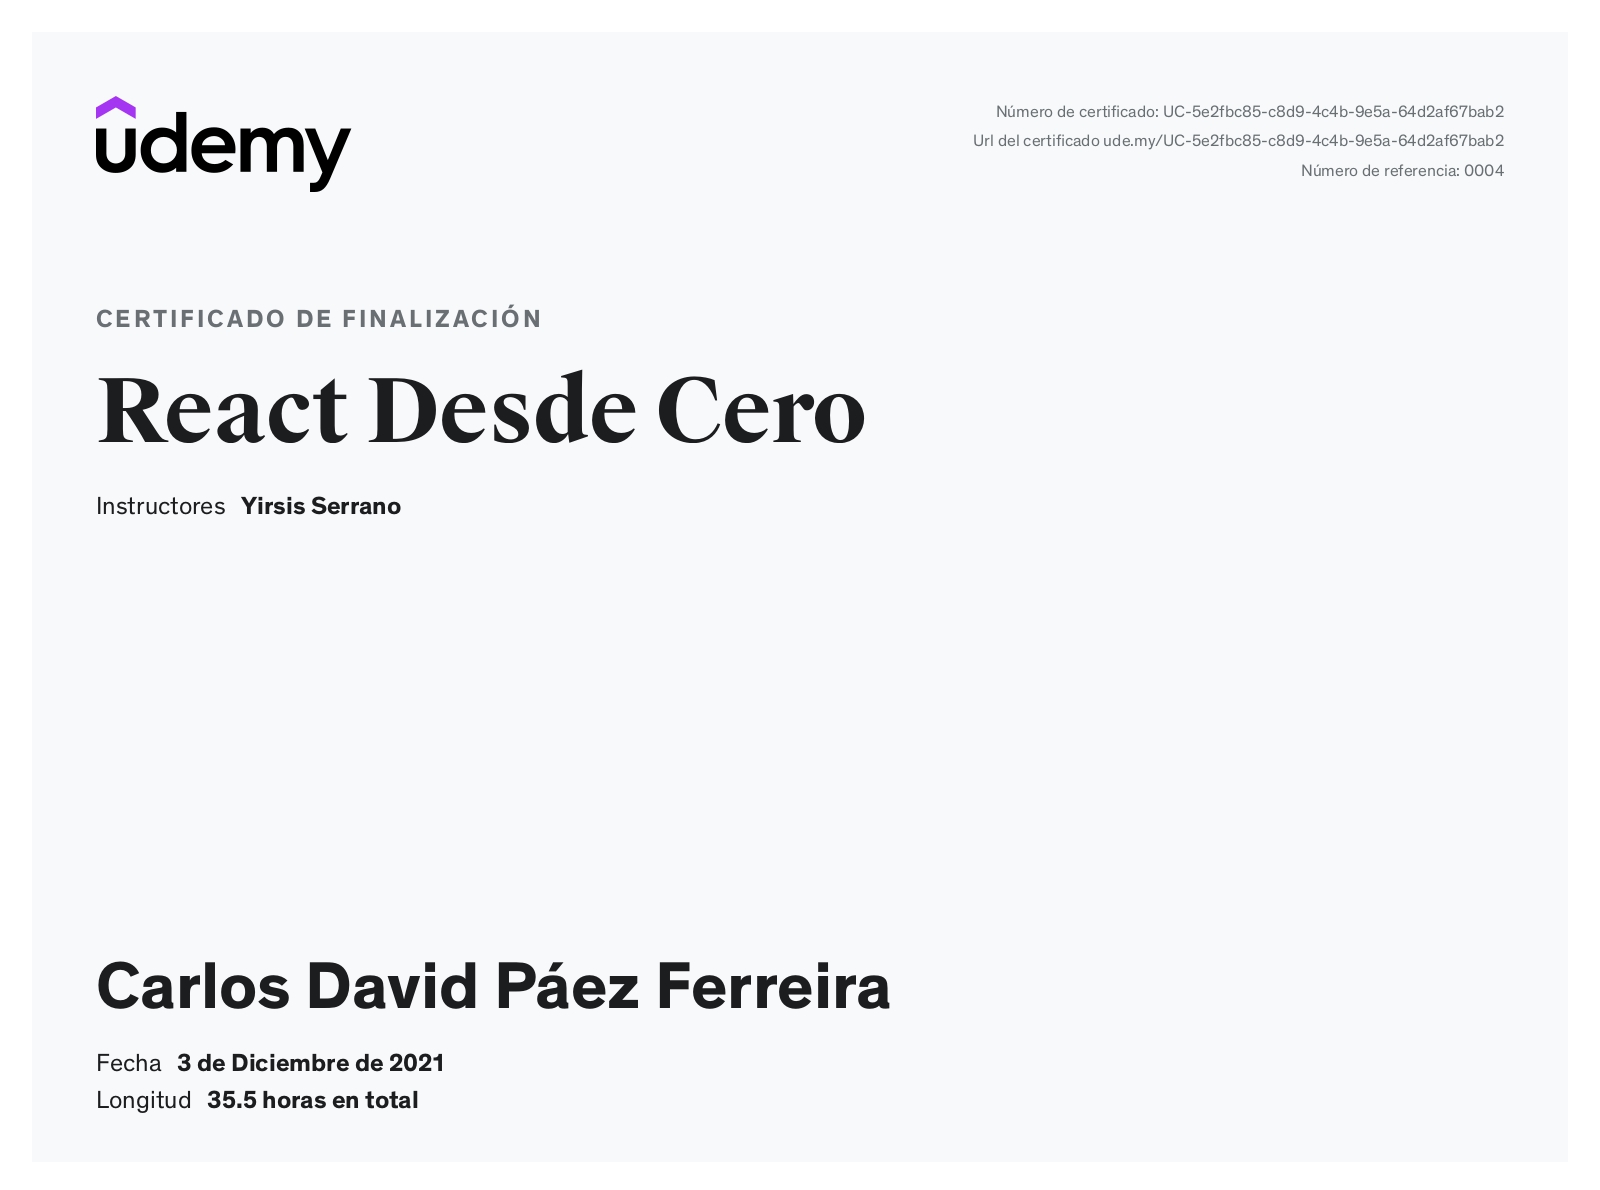 udemy
Número de certificado: UC-5e2fbc85-c8d9-4c4b-9e5a-64d2af67bab2
Url del certificado ude.my/UC-5e2fbc85-c8d9-4c4b-9e5a-64d2af67bab2
Número de referencia: 0004
CERTIFICADO DE FINALIZACIÓN
React Desde Cero
Instructores Yirsis Serrano
Carlos David Páez Ferreira
Fecha 3 de Diciembre de 2021
Longitud 35.5 horas en total